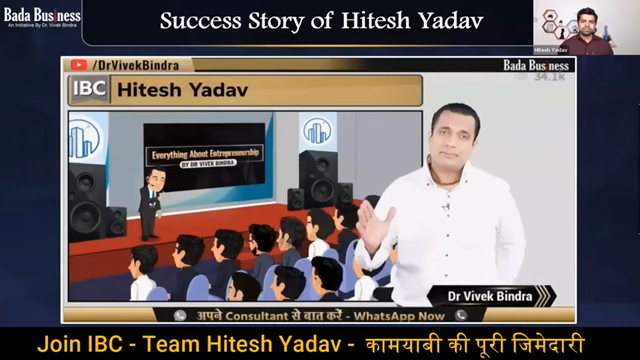 Bada Business
An Initiative By Dr. Vivek Bindra
Success Story of Hitesh Yadav
Hitesh Yadav
/DrVivekBindra
Bada Business
34.1k
IBC Hitesh Yadav
Everything About Entrepreneurship
BY DR VIVEK BINDRA
Dr Vivek Bindra
अपने Consultant से बात करें - WhatsApp Now
Join IBC - Team Hitesh Yadav - कामयाबी की पूरी जिमेदारी